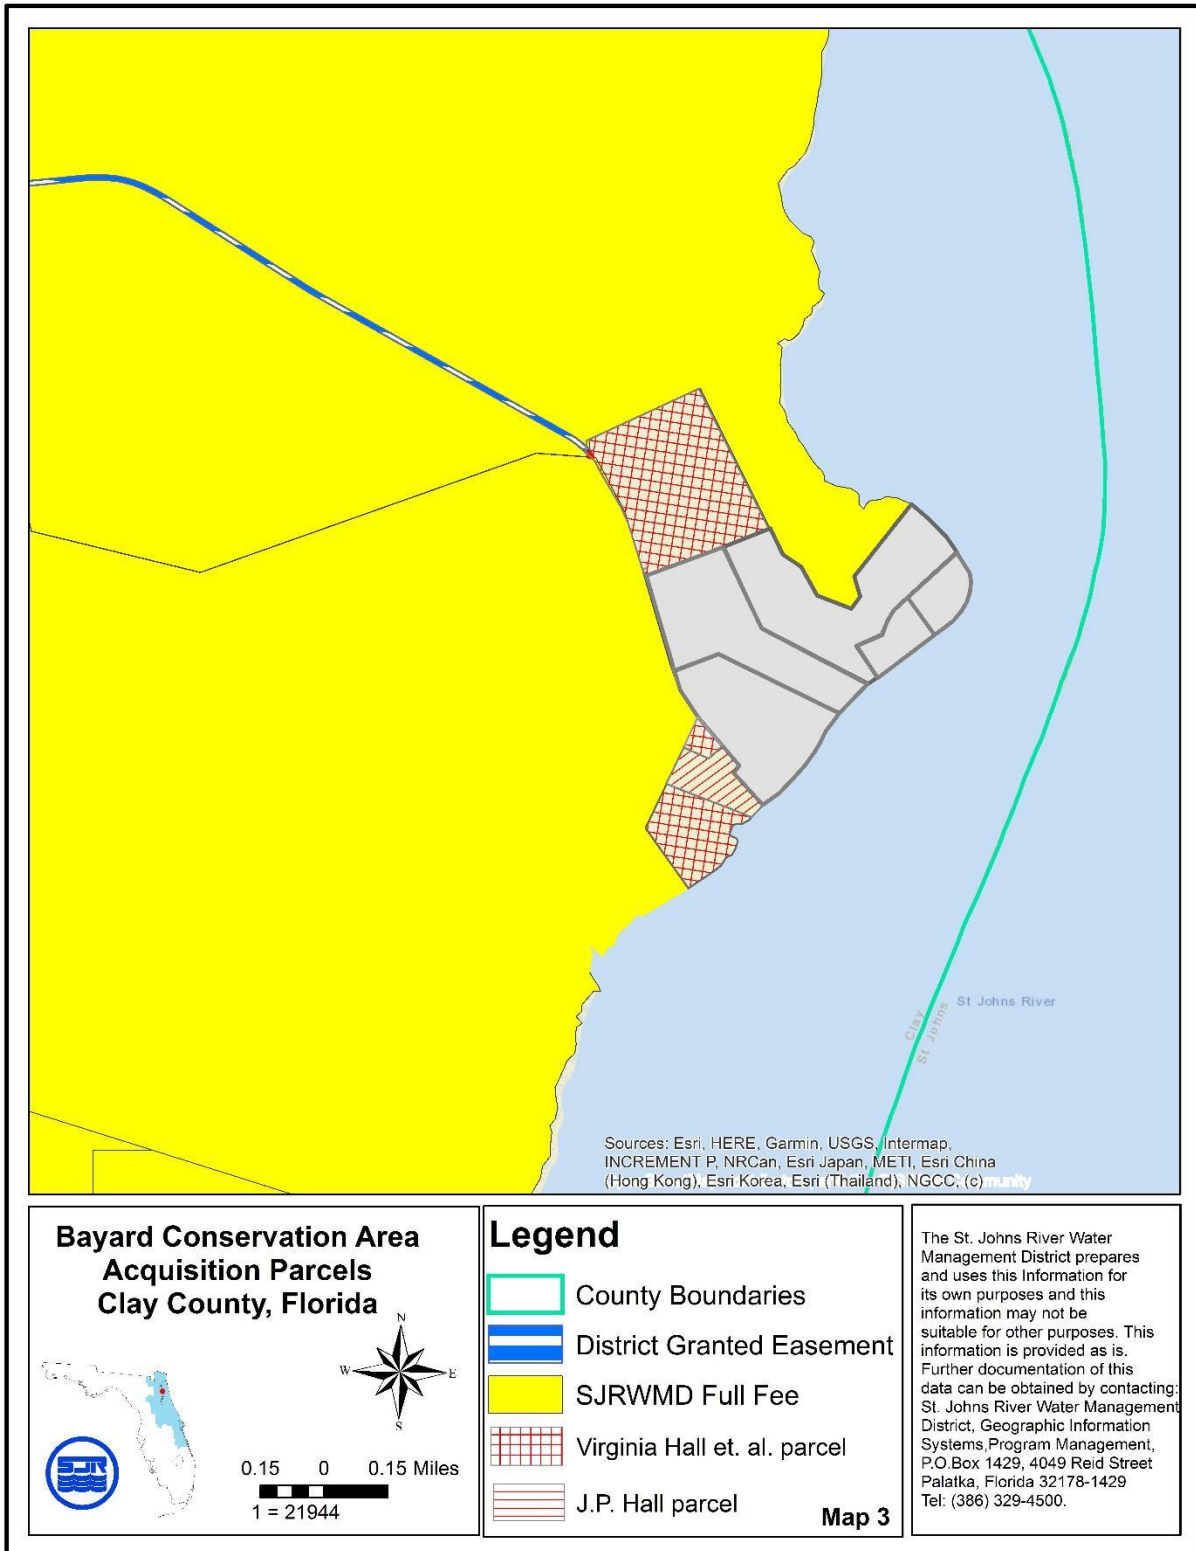 St Johns River
Clay
St Johns
Sources: Esri, HERE, Garmin, USGS, Intermap,
INCREMENT P, NRCan, Esri Japan, METI, Esri China
(Hong Kong), Esri Korea, Esri (Thailand), NGCC, (c)
Bayard Conservation Area
Acquisition Parcels
Clay County, Florida
N
W
E
S
SJR
0.15 0 0.15 Miles
1 = 21944
Legend
County Boundaries
District Granted Easement
SJRWMD Full Fee
Virginia Hall et. al. parcel
J.P. Hall parcel
Map 3
The St. Johns River Water
Management District prepares
and uses this Information for
its own purposes and this
information may not be
suitable for other purposes. This
information is provided as is.
Further documentation of this
data can be obtained by contacting:
St. Johns River Water Management
District, Geographic Information
Systems,Program Management,
P.O.Box 1429, 4049 Reid Street
Palatka, Florida 32178-1429
Tel: (386) 329-4500.